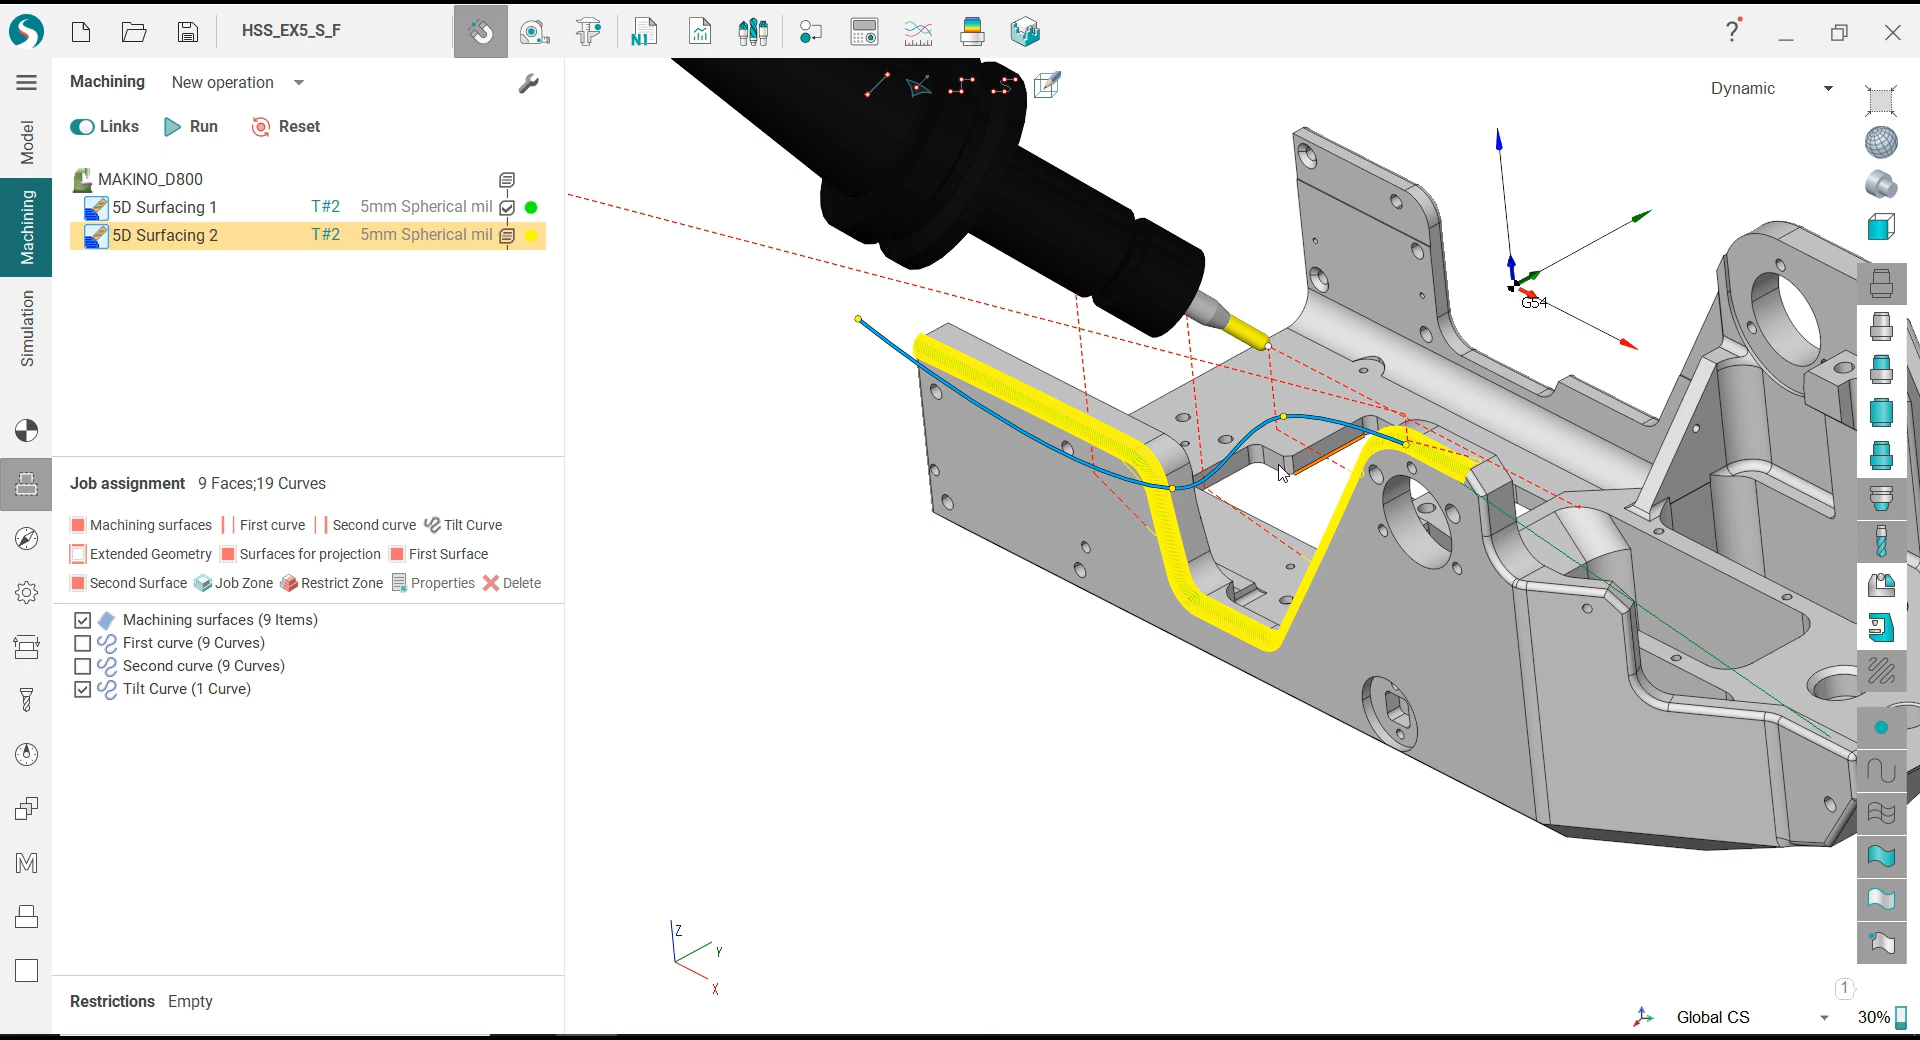 HSS_EX5_S_F
N1
?
Machining New operation
Dynamic
Links Run Reset
Model
Machining
Simulation
MAKINO_D800
5D Surfacing 1 T#2 5mm Spherical mil
5D Surfacing 2 T#2 5mm Spherical mil
G54
Job assignment 9 Faces;19 Curves
Machining surfaces First curve Second curve Tilt Curve
Extended Geometry Surfaces for projection First Surface
Second Surface Job Zone Restrict Zone Properties Delete
Machining surfaces (9 Items)
First curve (9 Curves)
Second curve (9 Curves)
Tilt Curve (1 Curve)
M
Z
Y
X
1
Restrictions Empty
Global CS 30%